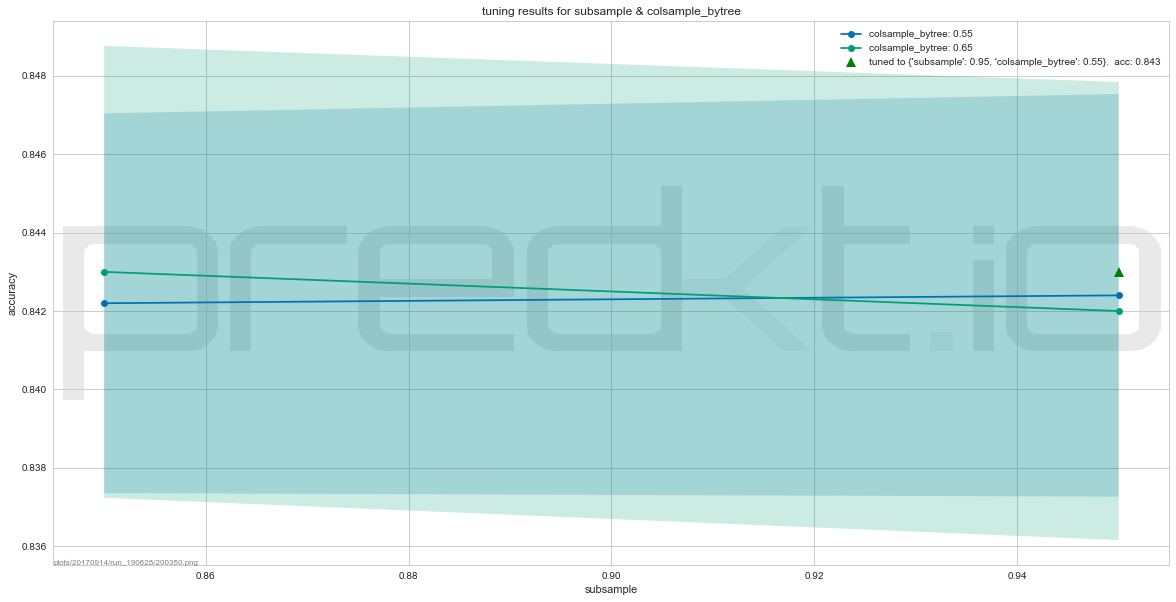 tuning results for subsample & colsample_bytree
colsample_bytree: 0.55
colsample_bytree: 0.65
tuned to {'subsample': 0.95, 'colsample_bytree': 0.55}.  acc: 0.843
0.848
0.846
0.844
0.842
0.840
0.838
0.836
accuracy
predkt.io
plots/20170914/run_190628/200350.png
0.86
0.88
0.90
0.92
0.94
subsample